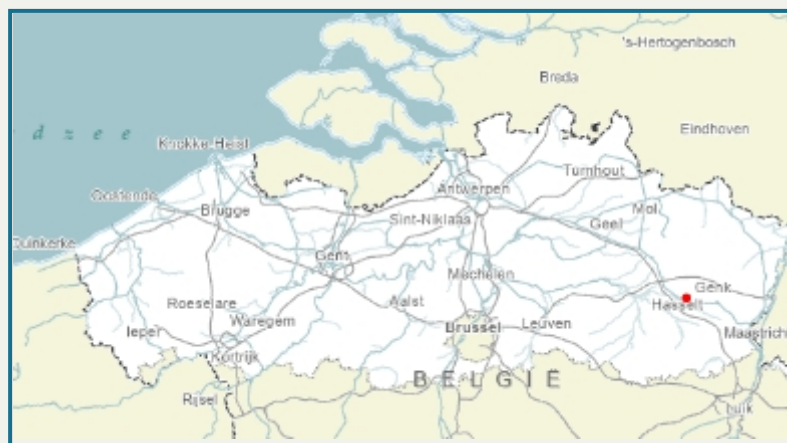 's-Hertogenbosch
Breda
Eindhoven
d z e e
Knokke-Heist
Turnhout
Antwerpen
Oostende
Mol
Brugge
Sint-Niklaas
Geel
Duinkerke
Gent
Mechelen
Genk
Roeselare
Aalst
Hasselt
Ieper
Waregem
Brussel
Leuven
Maastrich
Kortrijk
BELGIË
Rijsel
Luik